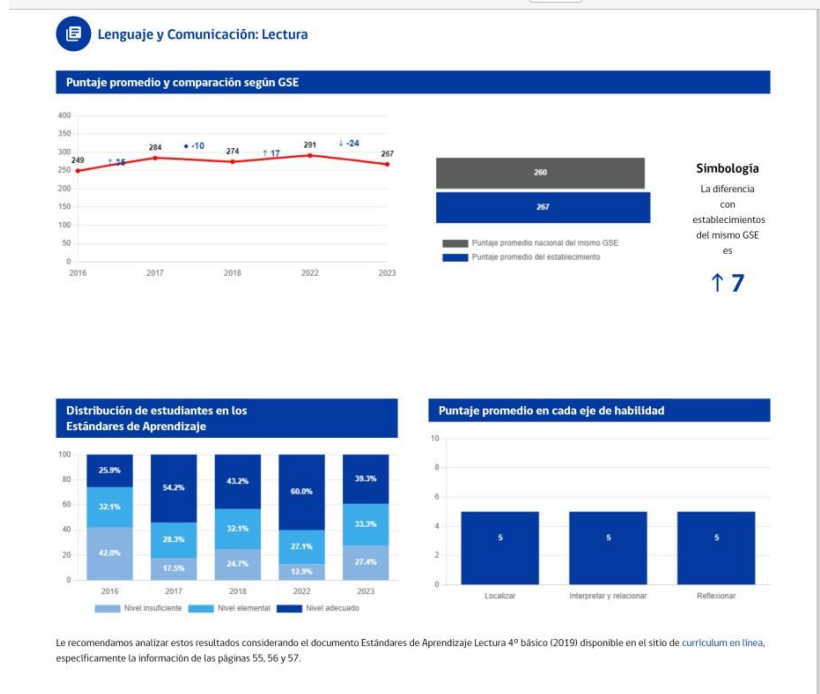 Lenguaje y Comunicación: Lectura
Puntaje promedio y comparación según GSE
400
350
300
250
200
150
100
50
0
249
↑ 35
284
• -10
274
↑ 17
291
↓ -24
267
2016
2017
2018
2022
2023
260
267
Puntaje promedio nacional del mismo GSE
Puntaje promedio del establecimiento
Simbología
La diferencia
con
establecimientos
del mismo GSE
es
↑ 7
Distribución de estudiantes en los
Estándares de Aprendizaje
100
80
60
40
20
0
25.9%
32.1%
42.0%
54.2%
28.3%
17.5%
43.2%
32.1%
24.7%
60.0%
27.1%
12.9%
39.3%
33.3%
27.4%
2016
2017
2018
2022
2023
Nivel insuficiente
Nivel elemental
Nivel adecuado
Puntaje promedio en cada eje de habilidad
10
8
6
4
2
0
5
5
5
Localizar
Interpretar y relacionar
Reflexionar
Le recomendamos analizar estos resultados considerando el documento Estándares de Aprendizaje Lectura 4º básico (2019) disponible en el sitio de curriculum en línea,
específicamente la información de las páginas 55, 56 y 57.